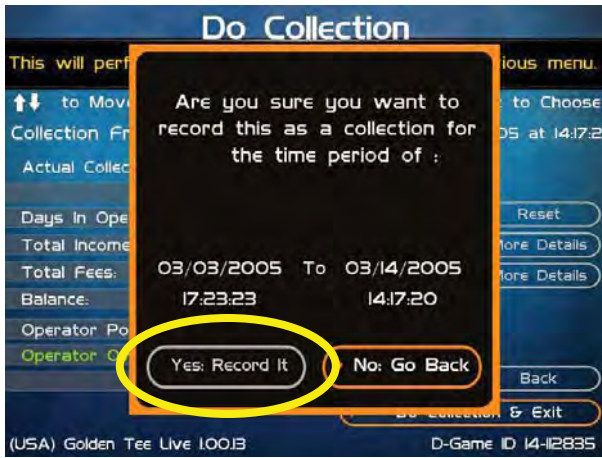 Do Collection
This will perf
ious menu.
to Move
to Choose
Are you sure you want to
record this as a collection for
the time period of :
Collection Fr
05 at 14:17:2
Actual Collec
Days In Ope
Reset
Total Income
More Details
Total Fees:
More Details
03/03/2005 To 03/14/2005
17:23:23 14:17:20
Balance:
Operator Po
Operator O
Yes: Record It
No: Go Back
Back
Do Collection & Exit
(USA) Golden Tee Live 1.00.13
D-Game ID 14-112835